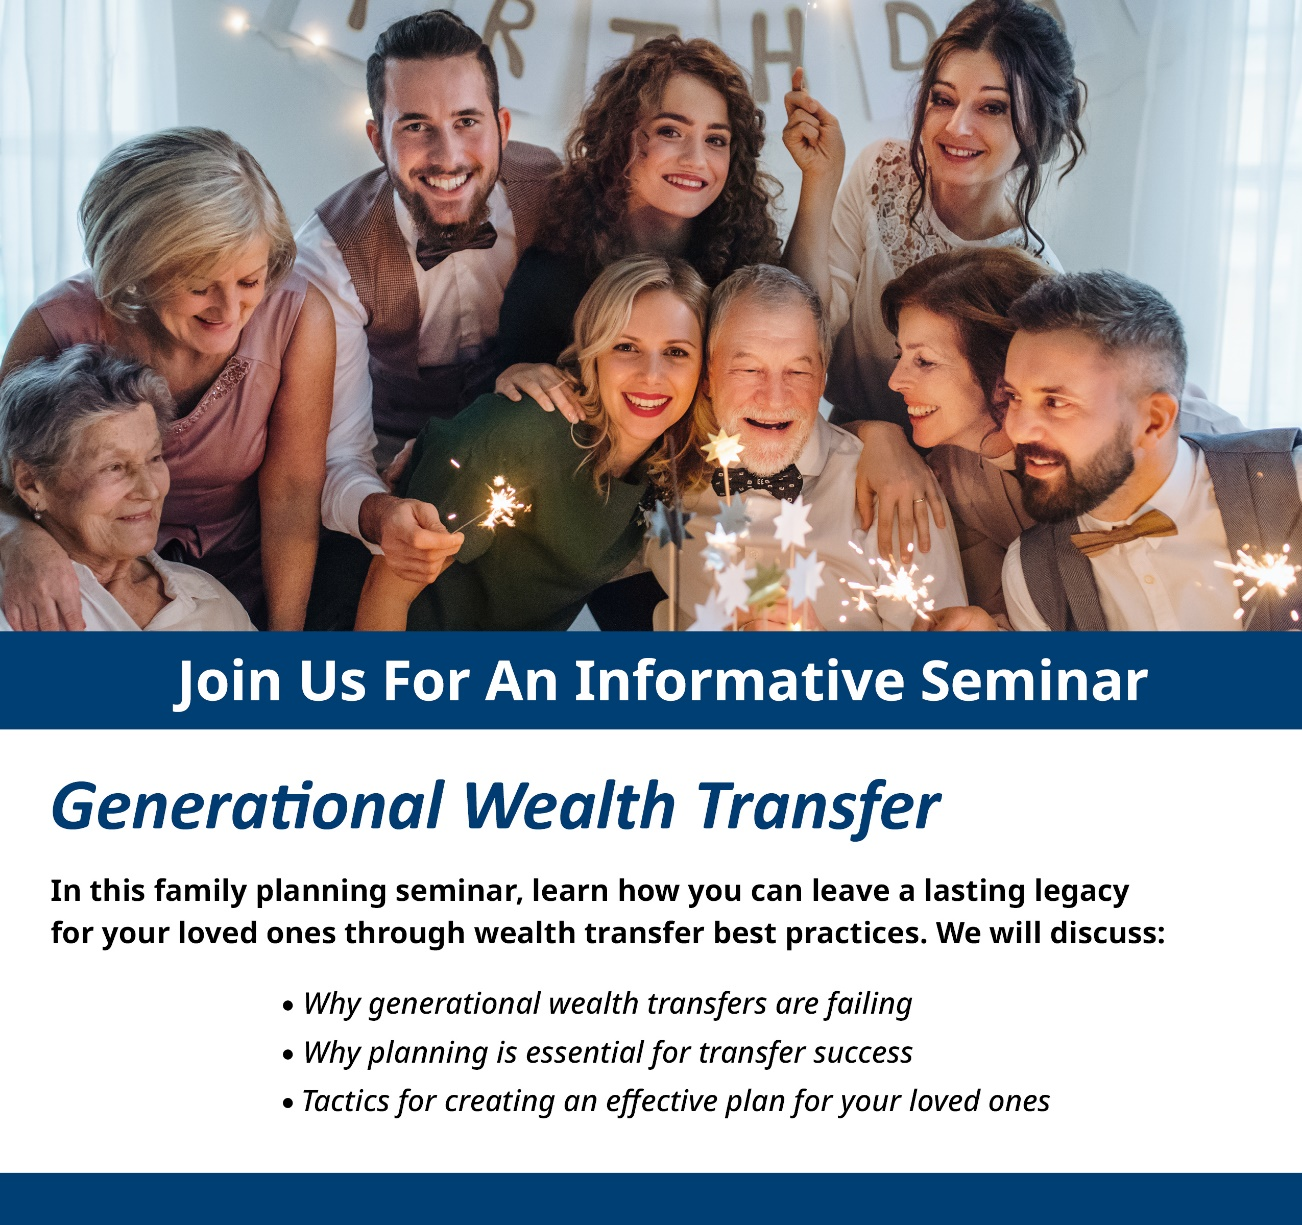 RTHDA
Join Us For An Informative Seminar
Generational Wealth Transfer
In this family planning seminar, learn how you can leave a lasting legacy
for your loved ones through wealth transfer best practices. We will discuss:
• Why generational wealth transfers are failing
• Why planning is essential for transfer success
• Tactics for creating an effective plan for your loved ones